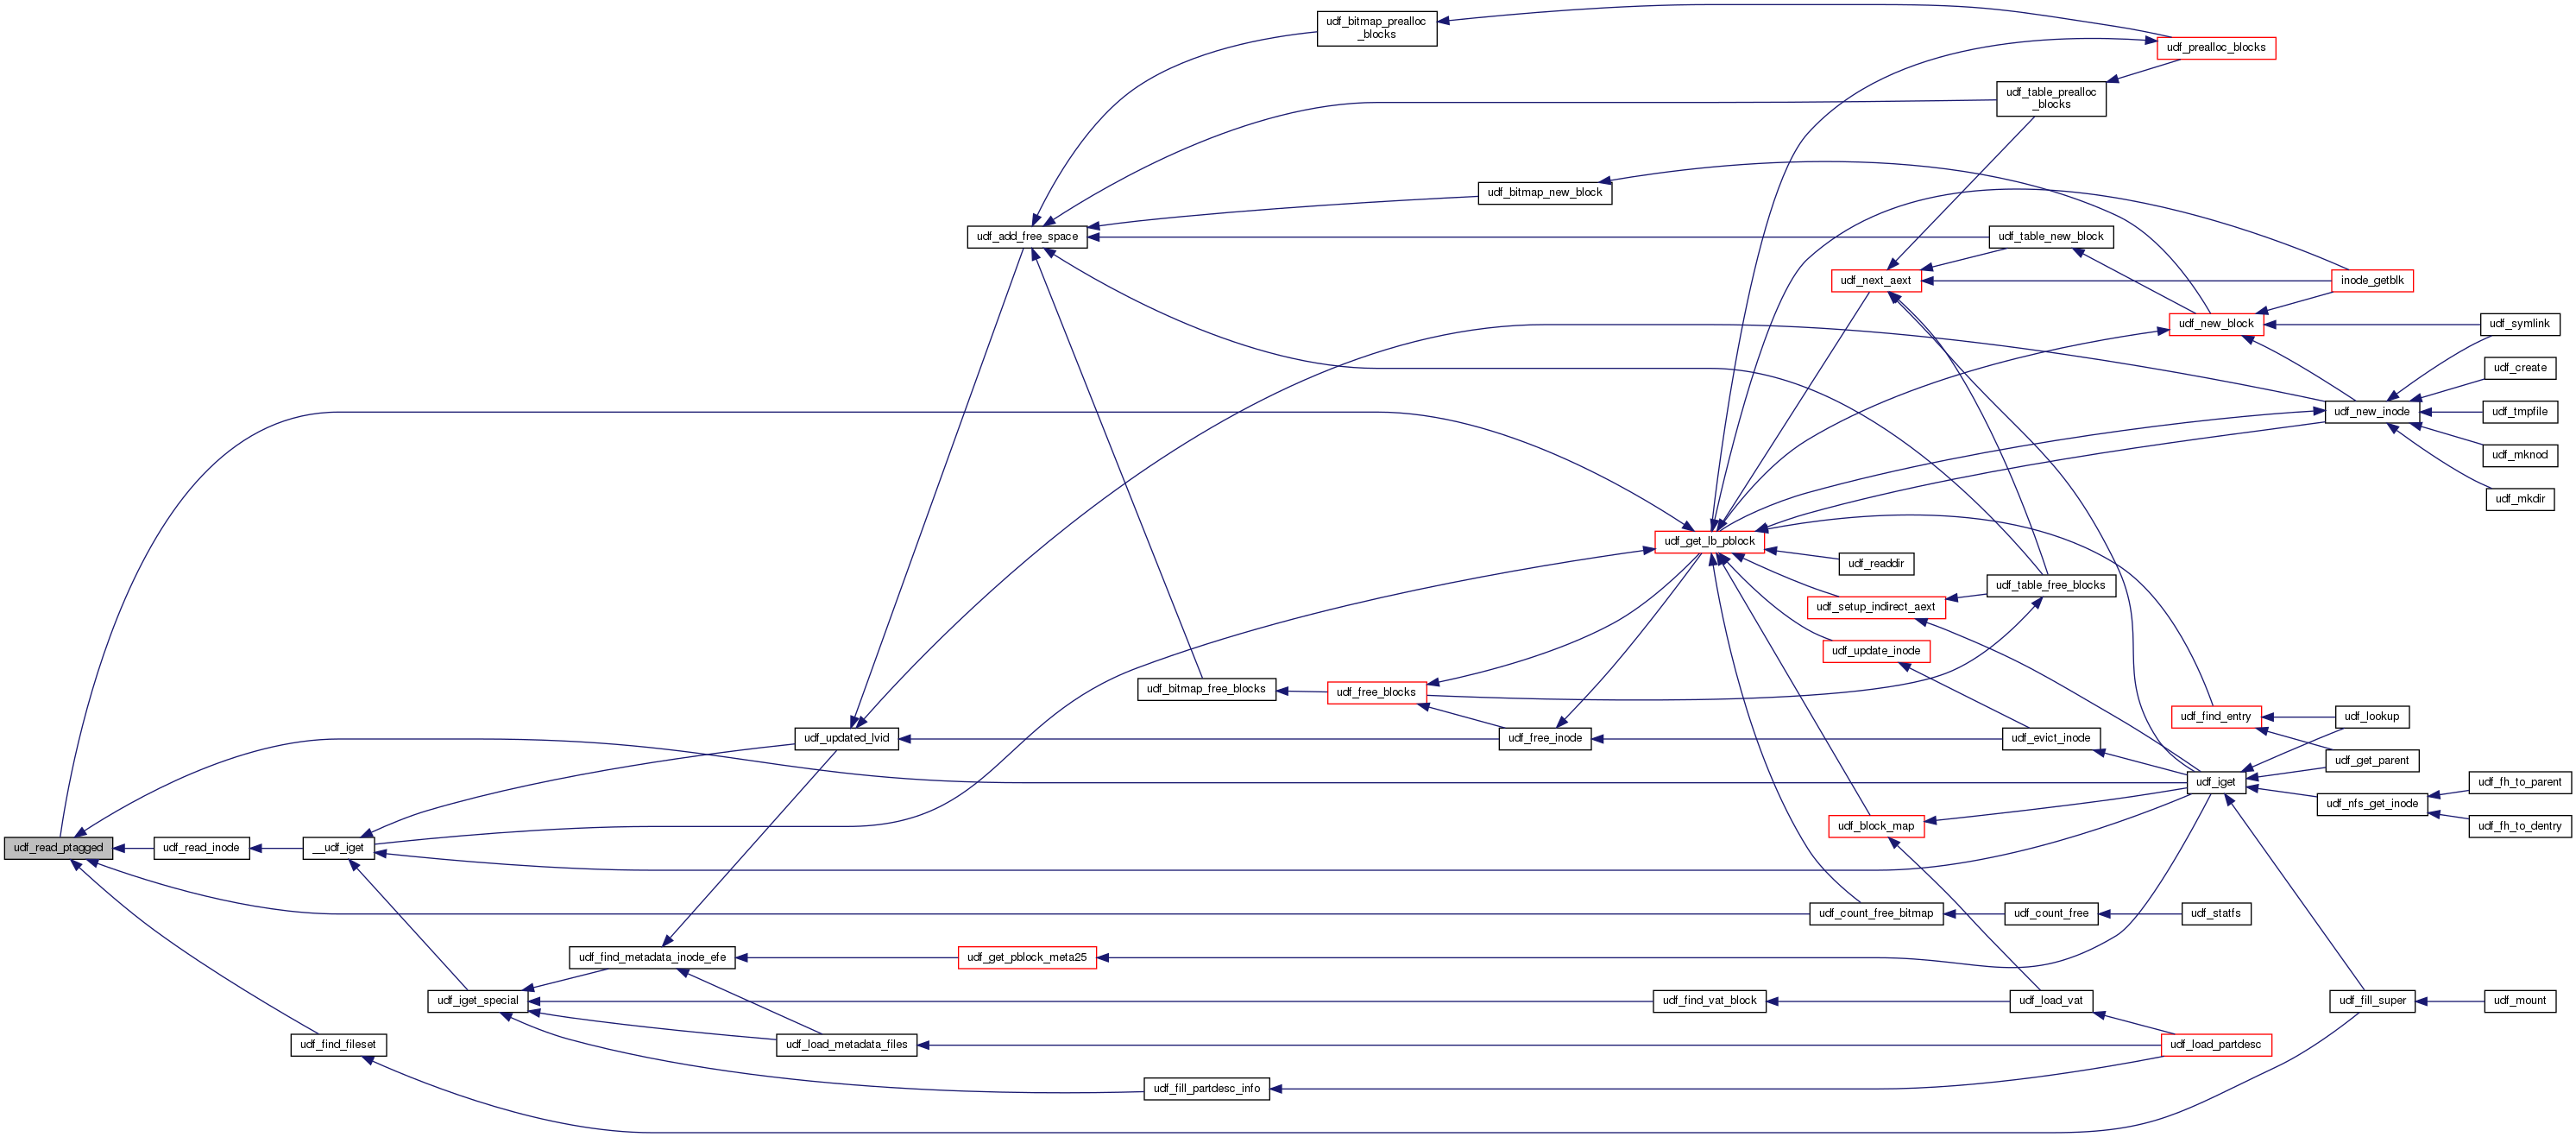 udf_bitmap_prealloc
_blocks
udf_prealloc_blocks
udf_table_prealloc
_blocks
udf_bitmap_new_block
udf_add_free_space
udf_table_new_block
udf_next_aext
inode_getblk
udf_new_block
udf_symlink
udf_create
udf_new_inode
udf_tmpfile
udf_mknod
udf_mkdir
udf_get_lb_pblock
udf_readdir
udf_table_free_blocks
udf_setup_indirect_aext
udf_update_inode
udf_bitmap_free_blocks
udf_free_blocks
udf_find_entry
udf_lookup
udf_updated_lvid
udf_free_inode
udf_evict_inode
udf_get_parent
udf_iget
udf_fh_to_parent
udf_nfs_get_inode
udf_block_map
udf_fh_to_dentry
udf_read_ptagged
udf_read_inode
__udf_iget
udf_count_free_bitmap
udf_count_free
udf_statfs
udf_find_metadata_inode_efe
udf_get_pblock_meta25
udf_iget_special
udf_find_vat_block
udf_load_vat
udf_fill_super
udf_mount
udf_find_fileset
udf_load_metadata_files
udf_load_partdesc
udf_fill_partdesc_info